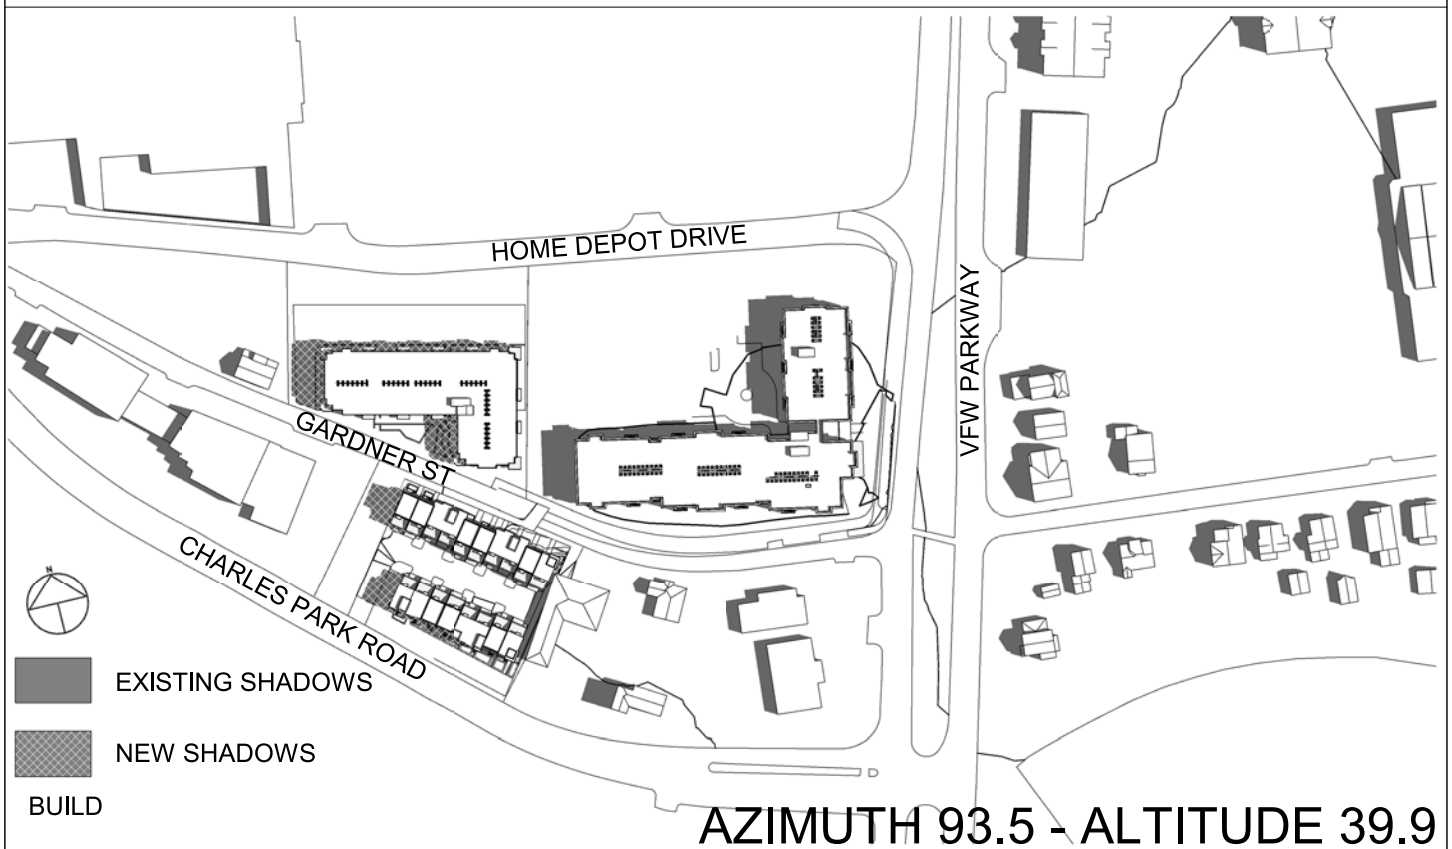 HOME DEPOT DRIVE
VFW PARKWAY
GARDNER ST
CHARLES PARK ROAD
N
EXISTING SHADOWS
NEW SHADOWS
BUILD
AZIMUTH 93.5 - ALTITUDE 39.9